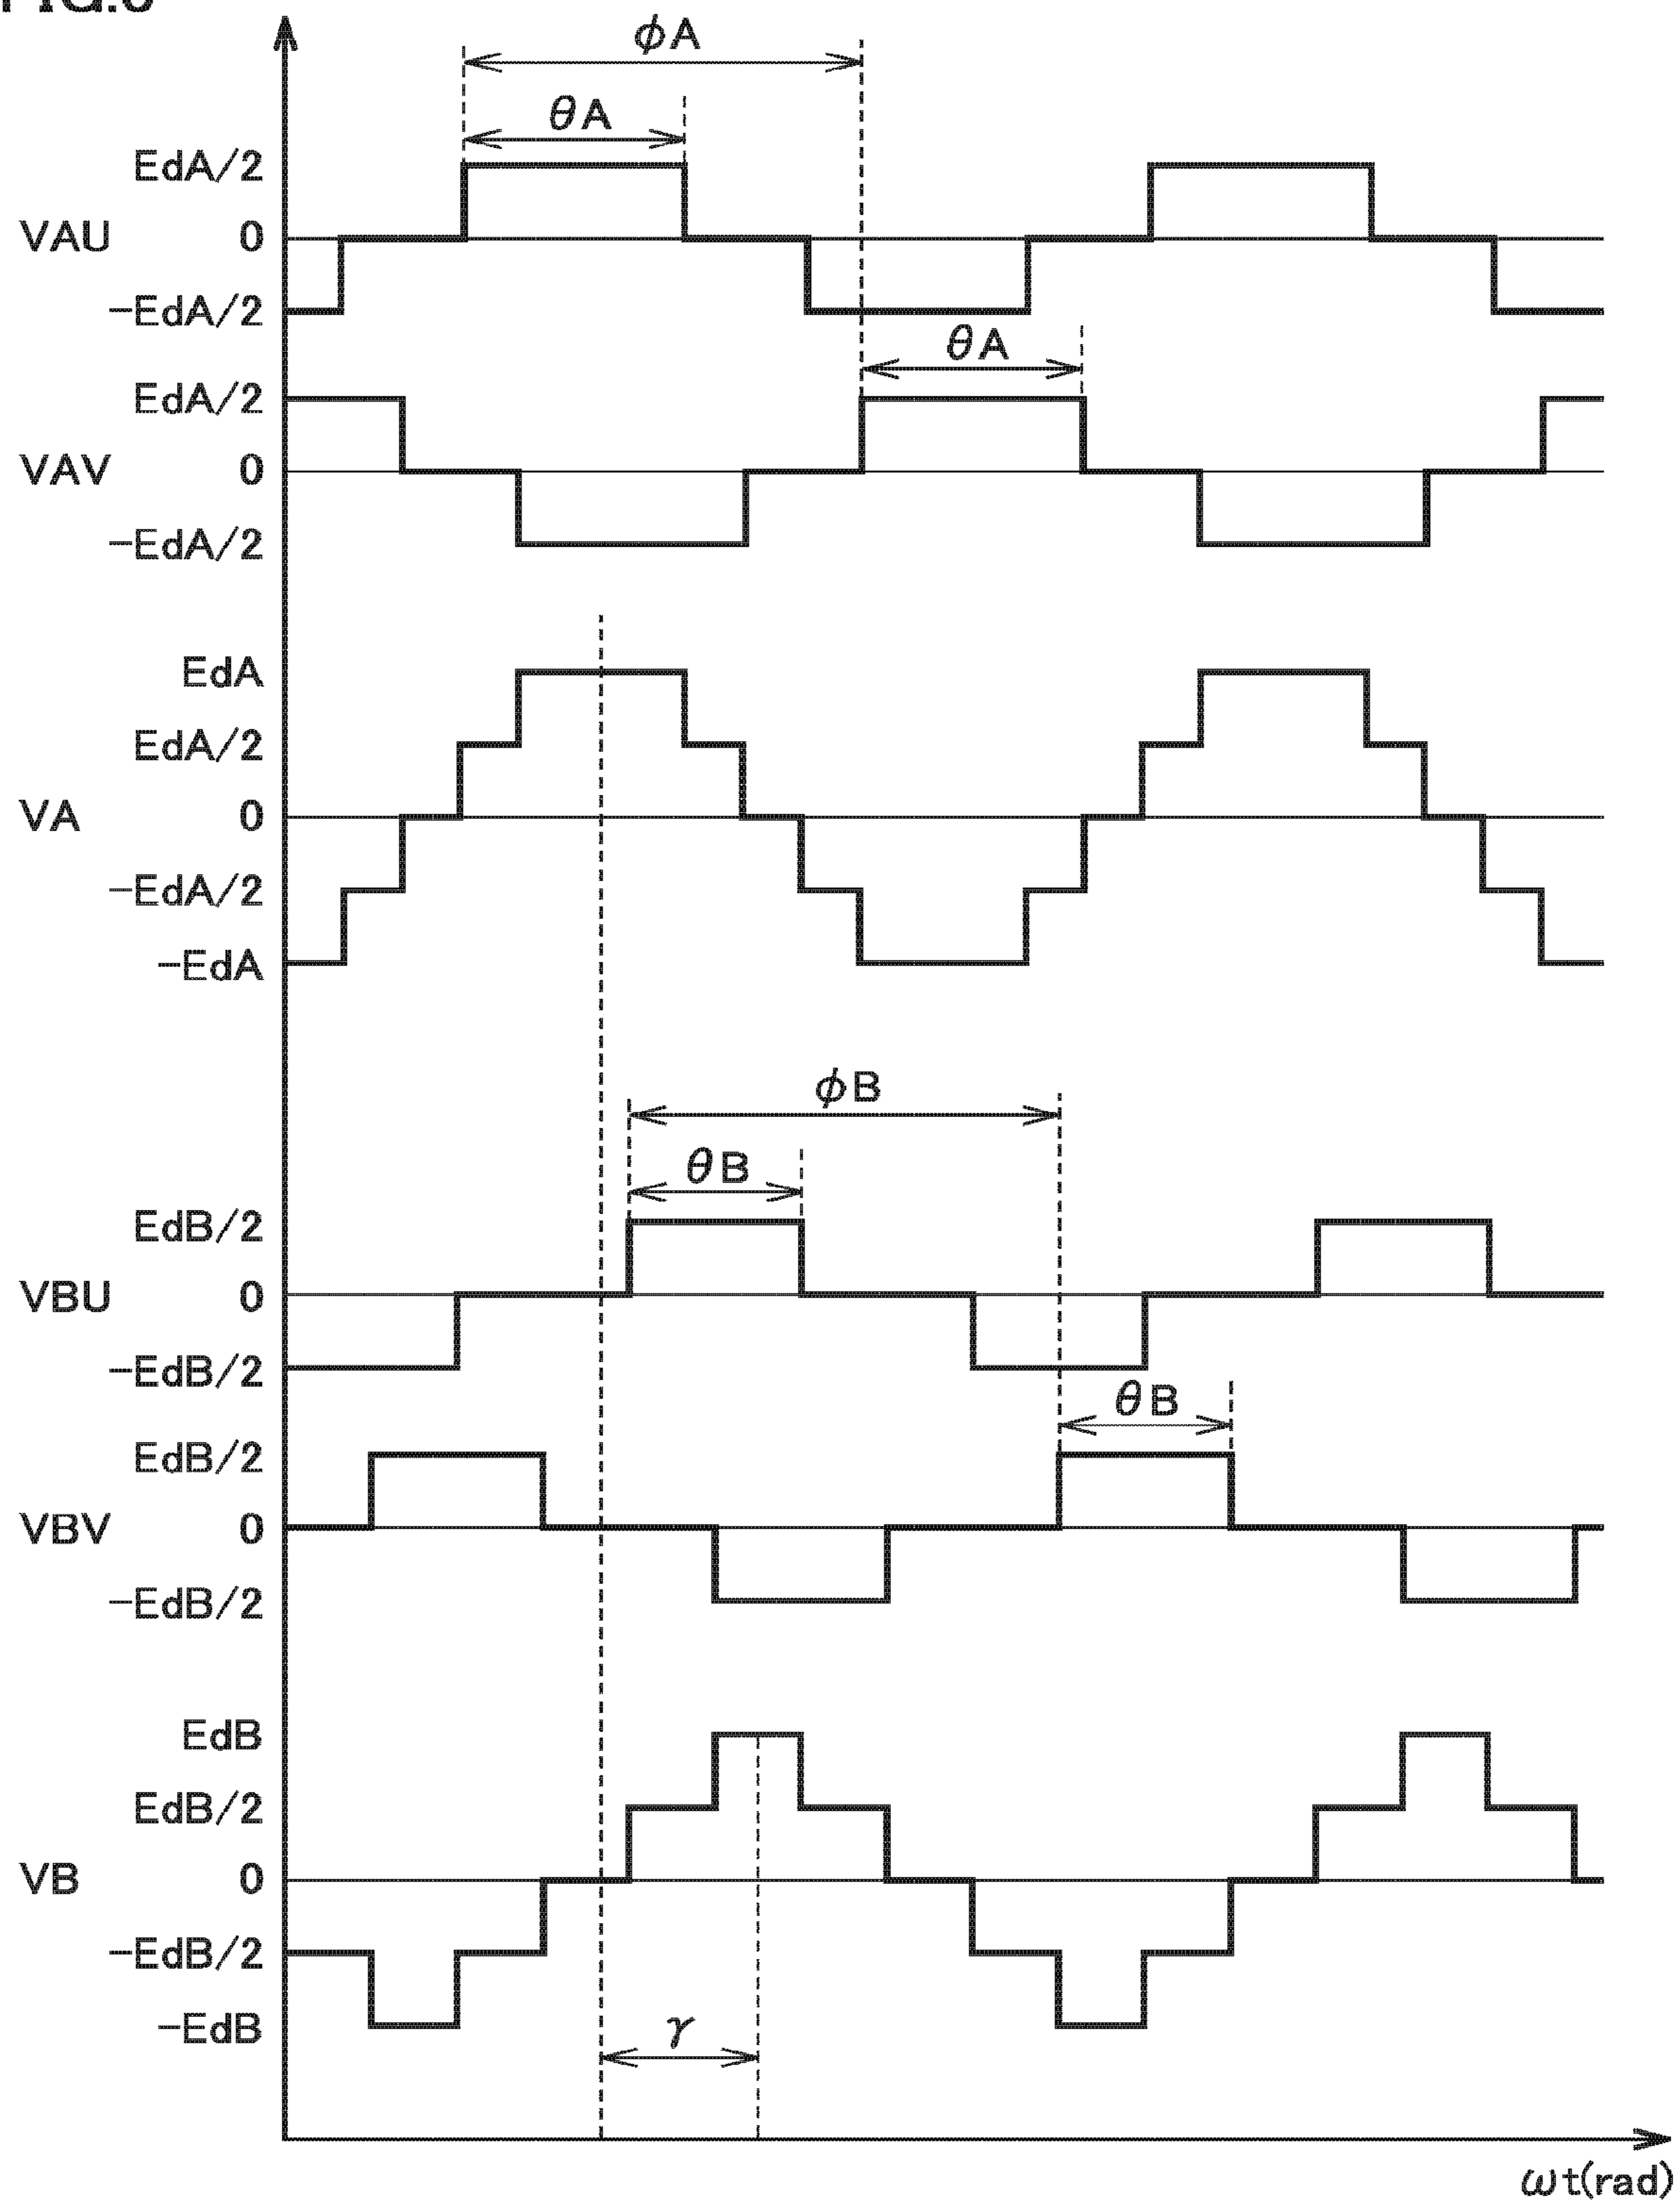 ϕA
θA
EdA/2
VAU 0
-EdA/2
θA
EdA/2
VAV 0
-EdA/2
EdA
EdA/2
VA 0
-EdA/2
-EdA
ϕB
θB
EdB/2
VBU 0
-EdB/2
θB
EdB/2
VBV 0
-EdB/2
EdB
EdB/2
VB 0
-EdB/2
-EdB
γ
ωt(rad)